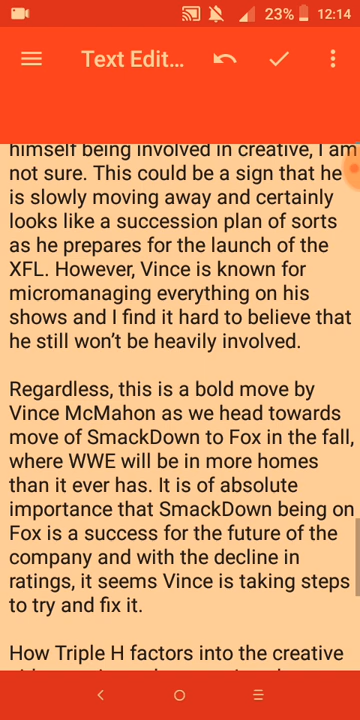 23% 12:14
Text Edit...
himself being involved in creative, I am
not sure. This could be a sign that he
is slowly moving away and certainly
looks like a succession plan of sorts
as he prepares for the launch of the
XFL. However, Vince is known for
micromanaging everything on his
shows and I find it hard to believe that
he still won’t be heavily involved.
Regardless, this is a bold move by
Vince McMahon as we head towards
move of SmackDown to Fox in the fall,
where WWE will be in more homes
than it ever has. It is of absolute
importance that SmackDown being on
Fox is a success for the future of the
company and with the decline in
ratings, it seems Vince is taking steps
to try and fix it.
How Triple H factors into the creative